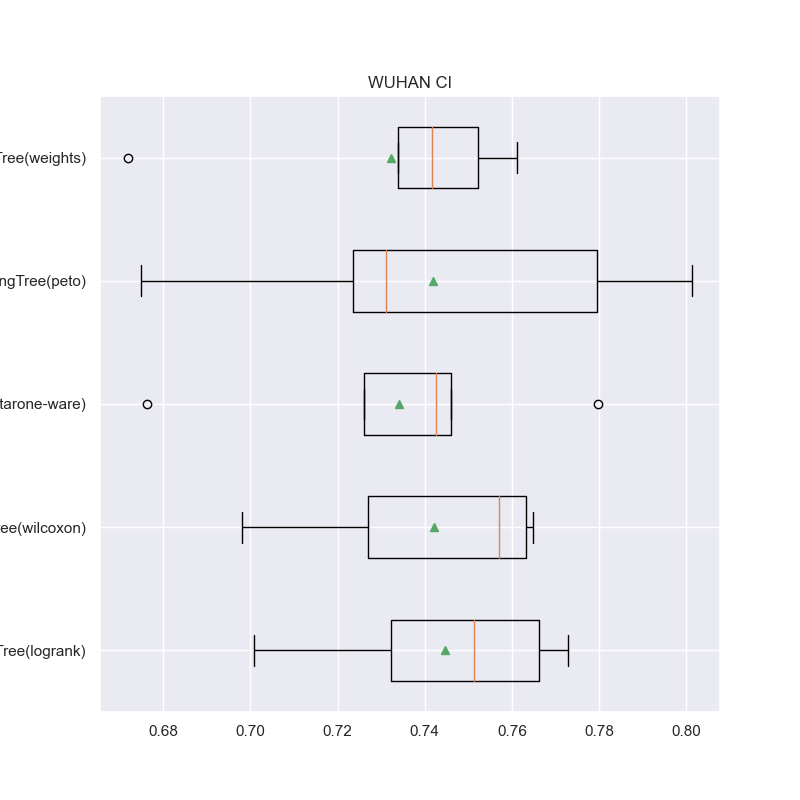 WUHAN CI
Tree(weights)
ngTree(peto)
tarone-ware)
ree(wilcoxon)
Tree(logrank)
0.68 0.70 0.72 0.74 0.76 0.78 0.80